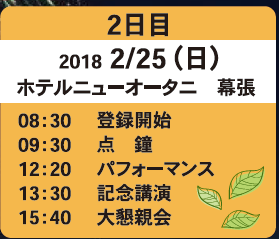 2日目
2018 2/25(日)
ホテルニューオータニ 幕張
08:30 登録開始
09:30 点 鐘
12:20 パフォーマンス
13:30 記念講演
15:40 大懇親会